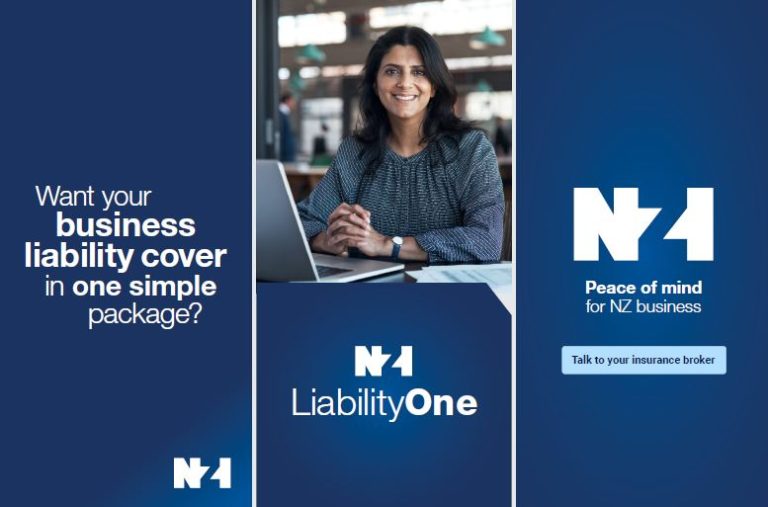 Want your
business
liability cover
in one simple
package?
NZI
NZI
LiabilityOne
NZI
Peace of mind
for NZ business
Talk to your insurance broker